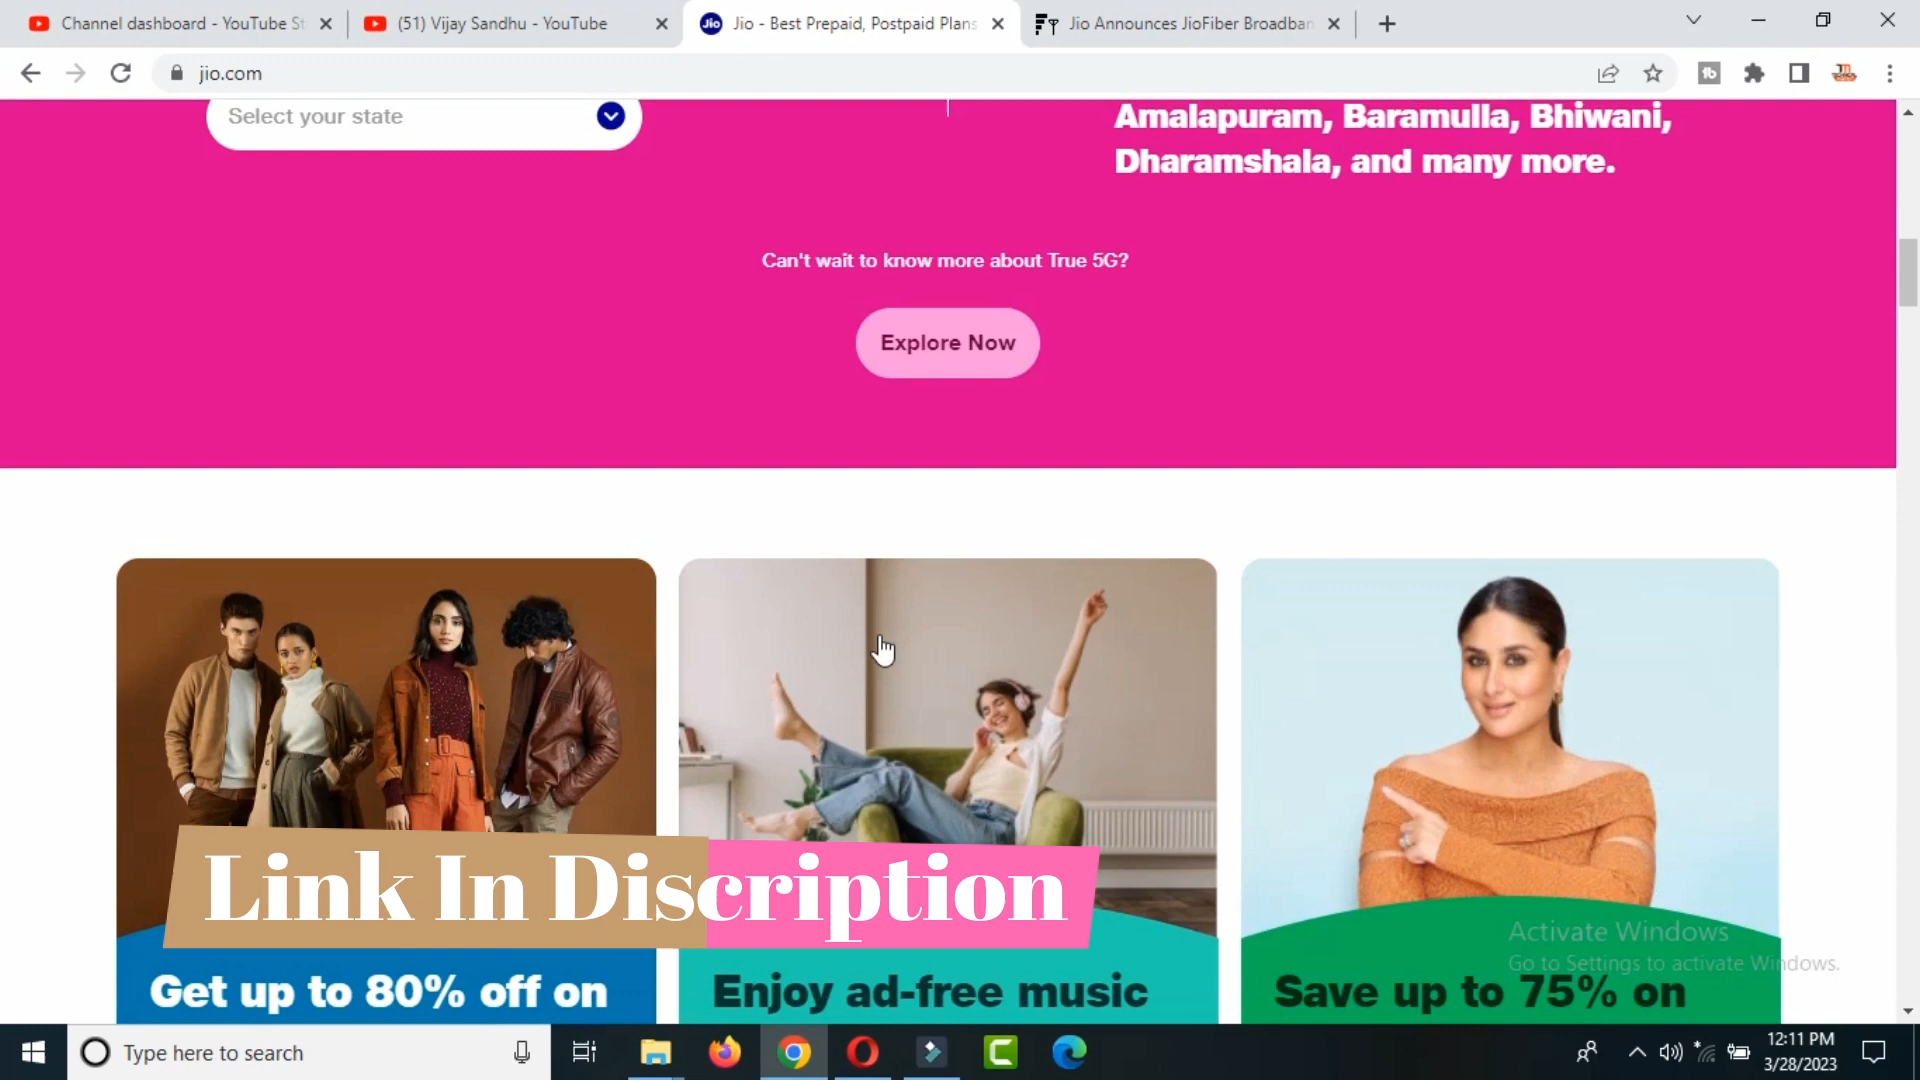 Channel dashboard - YouTube St
(51) Vijay Sandhu - YouTube
Jio
Jio - Best Prepaid, Postpaid Plans
Jio Announces JioFiber Broadban
jio.com
Select your state
Amalapuram, Baramulla, Bhiwani,
Dharamshala, and many more.
Can't wait to know more about True 5G?
Explore Now
Link In Discription
Get up to 80% off on
Enjoy ad-free music
Save up to 75% on
Activate Windows
Go to Settings to activate Windows.
Type here to search
12:11 PM
3/28/2023